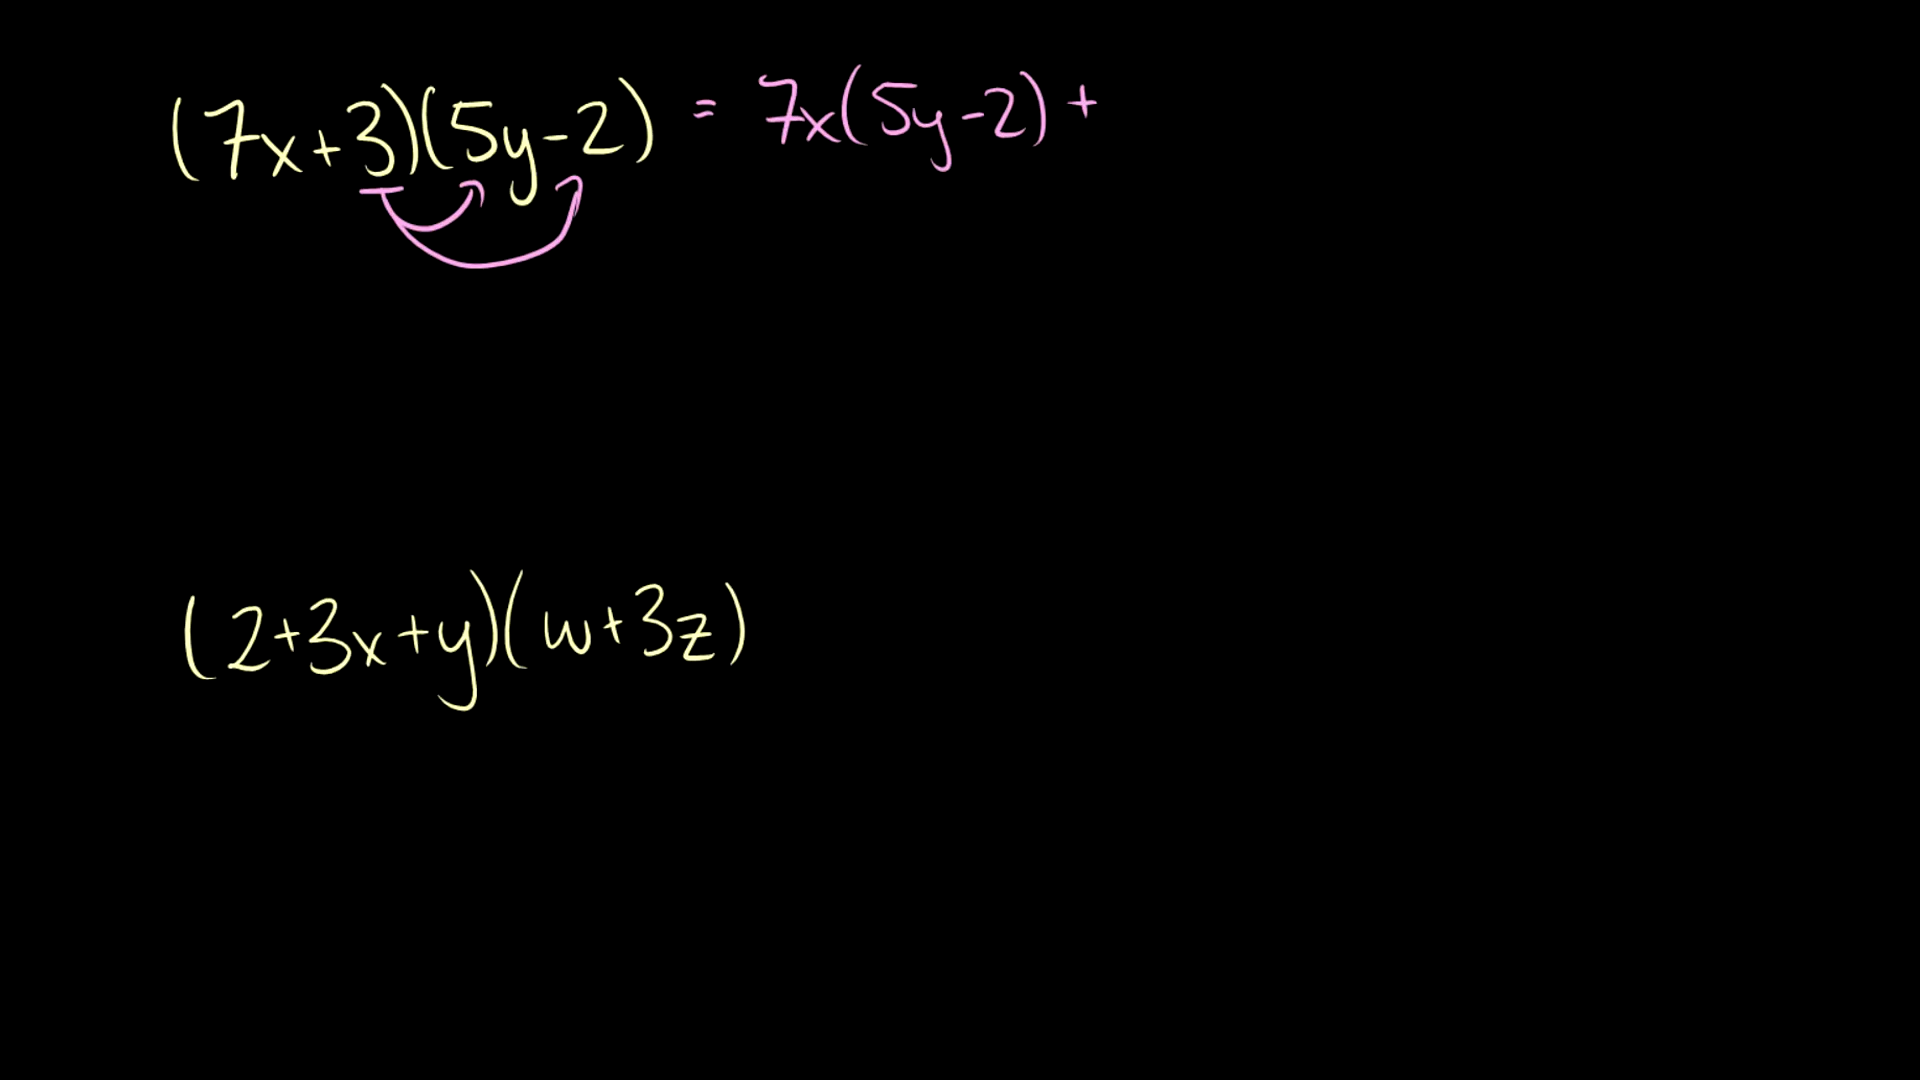 (7x+3)(5y-2) = 7x(5y-2) +
(2+3x+y)(w+3z)